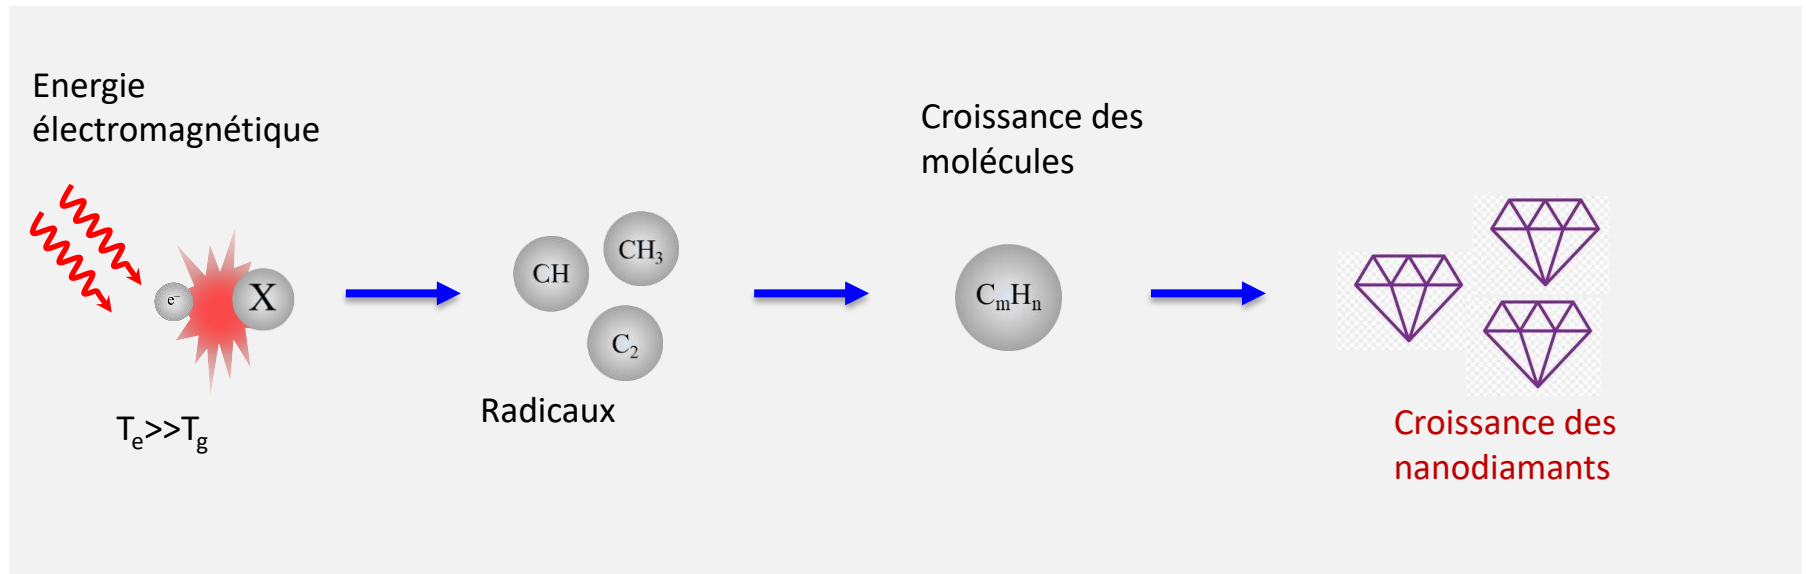 Energie
électromagnétique
e⁻
X
Tₑ>>T_g
CH
CH₃
C₂
Radicaux
Croissance des
molécules
CₘHₙ
Croissance des
nanodiamants